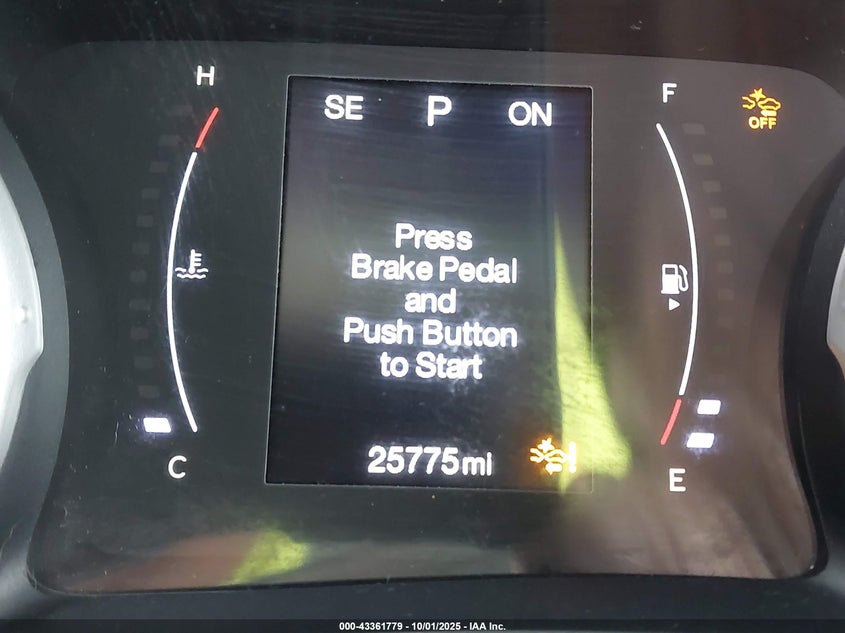 H
F
SE P ON
OFF
Press
Brake Pedal
and
Push Button
to Start
25775mi
C
E
000-43361779 - 10/01/2025 - IAA Inc.